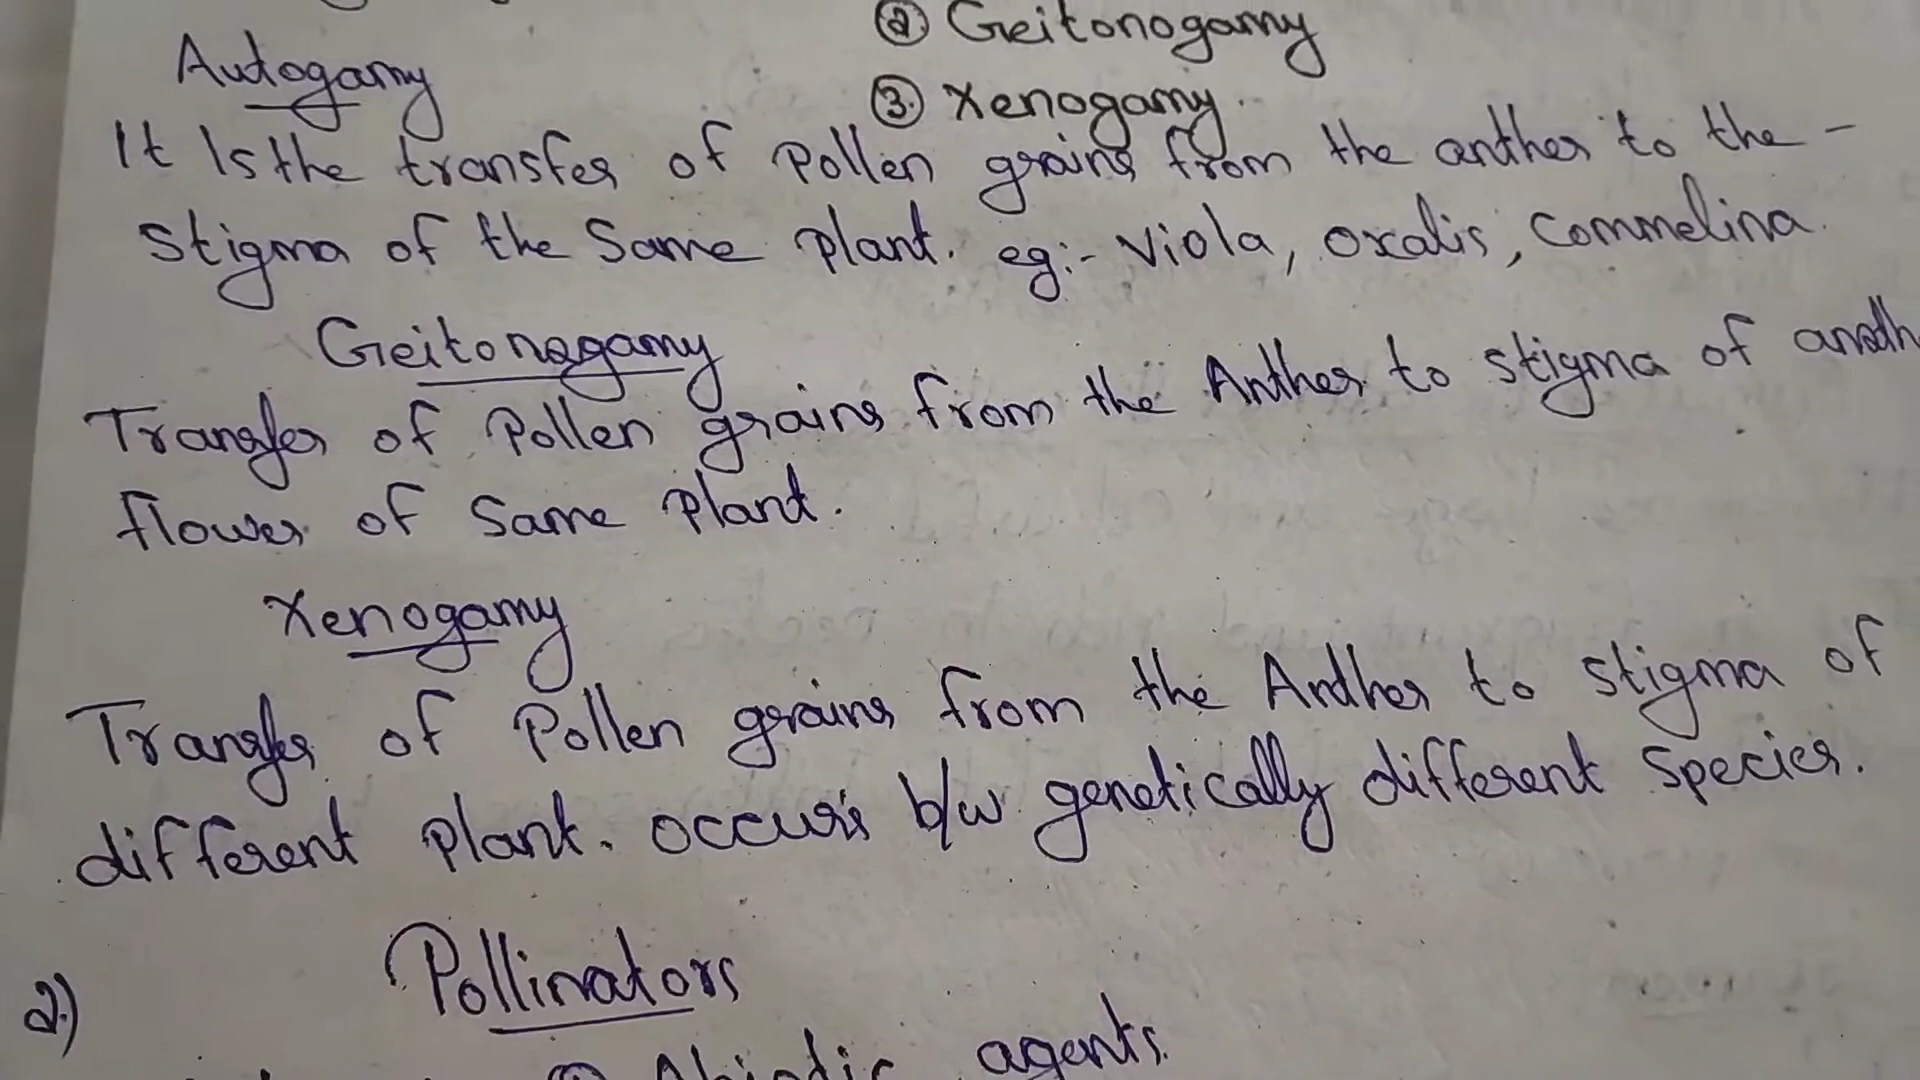 ② Geitonogamy
Autogamy
③ Xenogamy.
It Is the transfer of Pollen grains from the anther to the -
Stigma of the Same plant. eg:- Viola, oxalis, Commelina.
Geitonogamy
Transfer of Pollen grains from the Anther to stigma of anoth
flower of Same plant.
Xenogamy
Transfer of Pollen grains from the Anther to stigma of
different plant. occurs b/w genetically different Species.
2.) Pollinators
Abiotic agents.